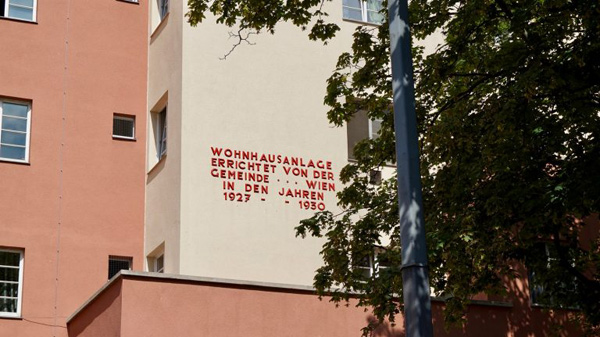 WOHNHAUSANLAGE
ERRICHTET VON DER
GEMEINDE . . . WIEN
IN DEN JAHREN
1927 - - 1930